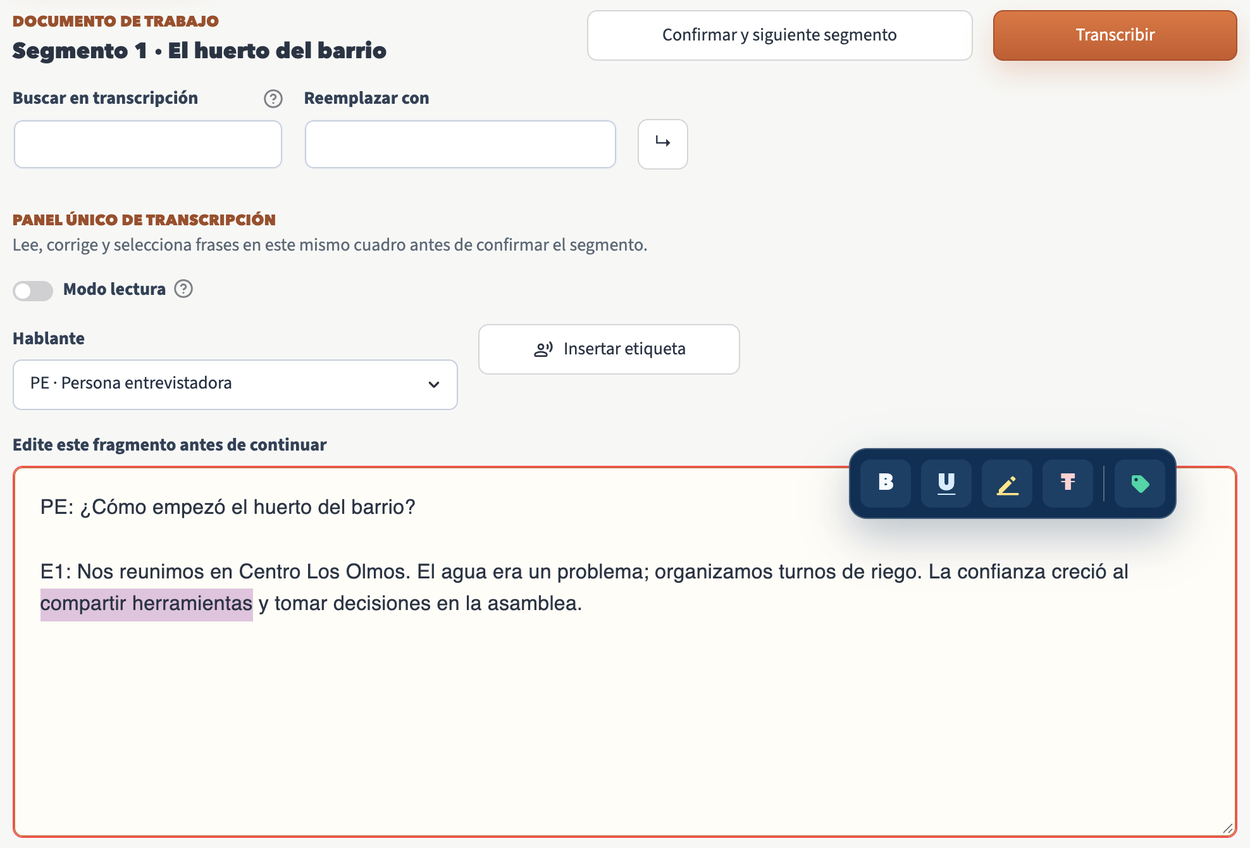 DOCUMENTO DE TRABAJO
Segmento 1 · El huerto del barrio
Confirmar y siguiente segmento
Transcribir
Buscar en transcripción
Reemplazar con
PANEL ÚNICO DE TRANSCRIPCIÓN
Lee, corrige y selecciona frases en este mismo cuadro antes de confirmar el segmento.
Modo lectura
Hablante
Insertar etiqueta
PE · Persona entrevistadora
Edite este fragmento antes de continuar
B U T
PE: ¿Cómo empezó el huerto del barrio?
E1: Nos reunimos en Centro Los Olmos. El agua era un problema; organizamos turnos de riego. La confianza creció al
compartir herramientas y tomar decisiones en la asamblea.